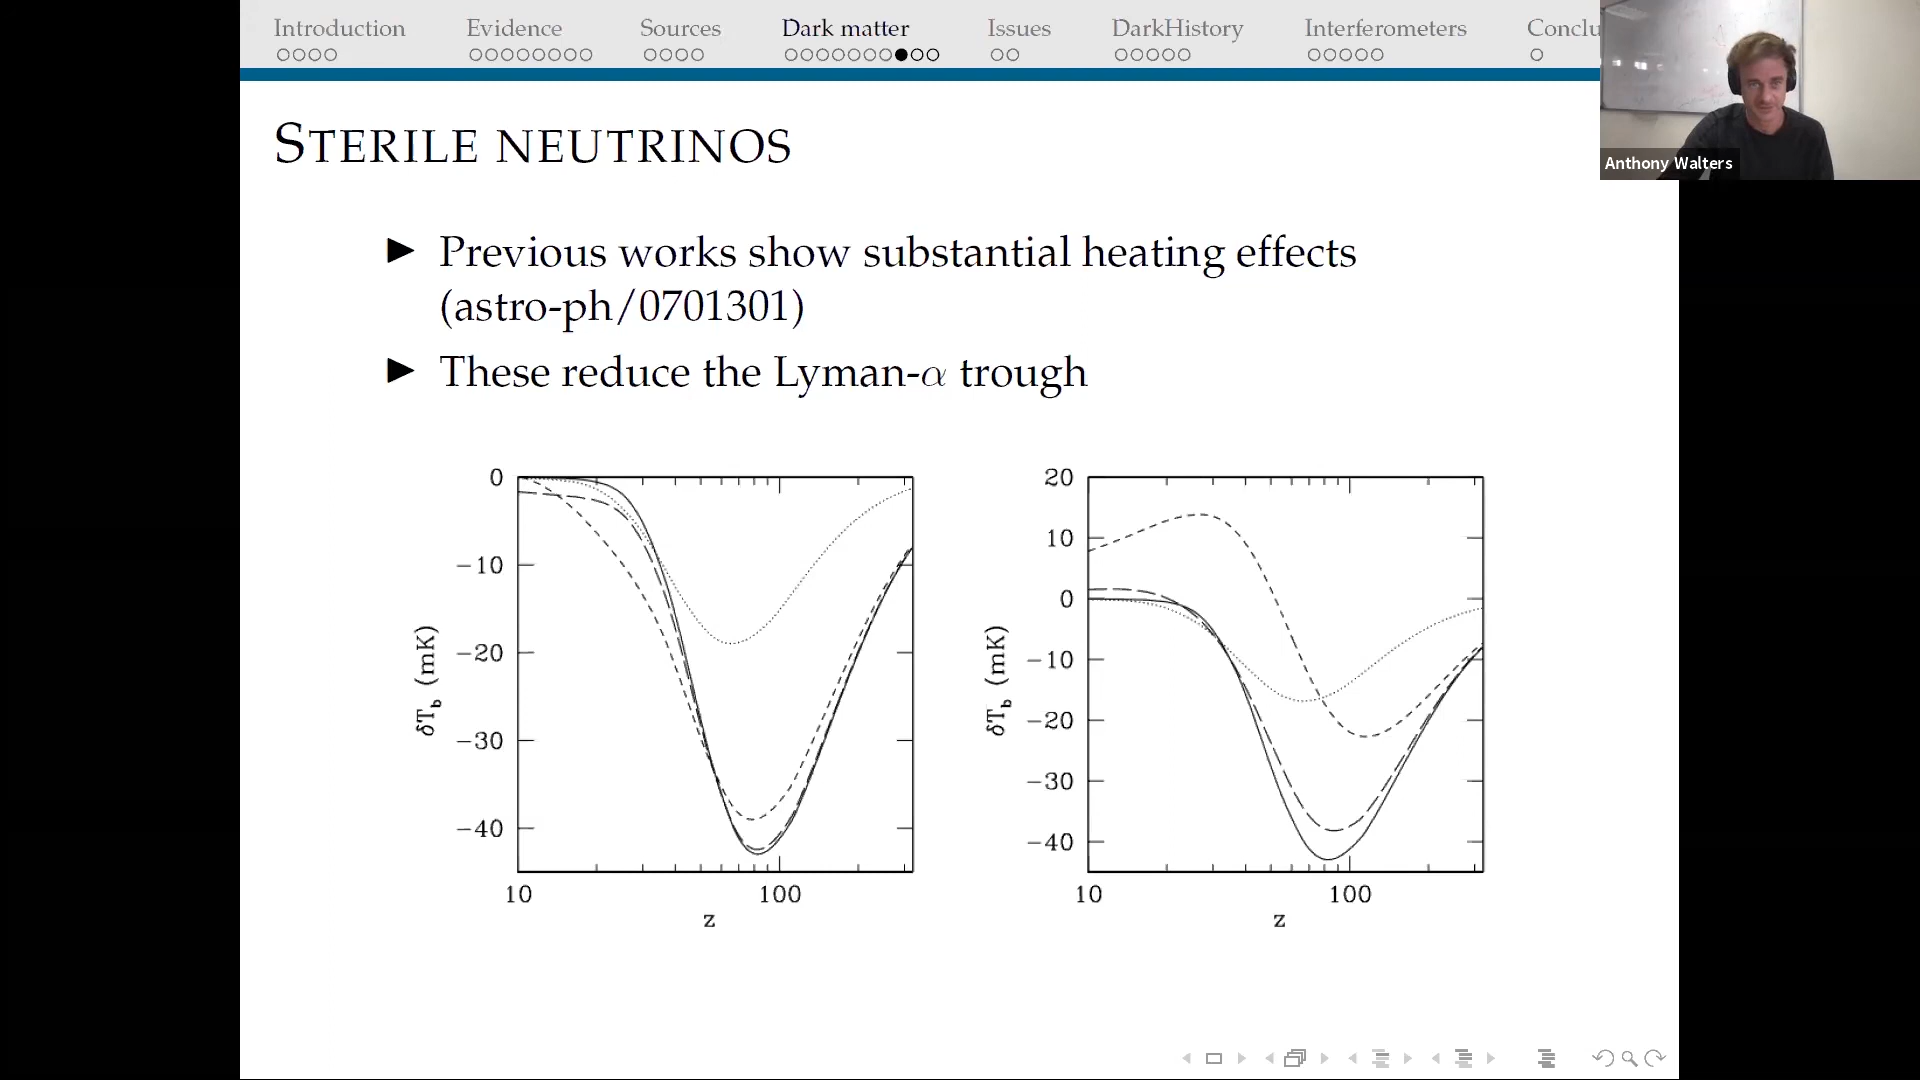 Introduction Evidence Sources Dark matter Issues DarkHistory Interferometers Conclu
Anthony Walters
STERILE NEUTRINOS
▶ Previous works show substantial heating effects
(astro-ph/0701301)
▶ These reduce the Lyman-α trough
0
−10
−20
−30
−40
δT_b (mK)
10 100
z
20
10
0
−10
−20
−30
−40
δT_b (mK)
10 100
z